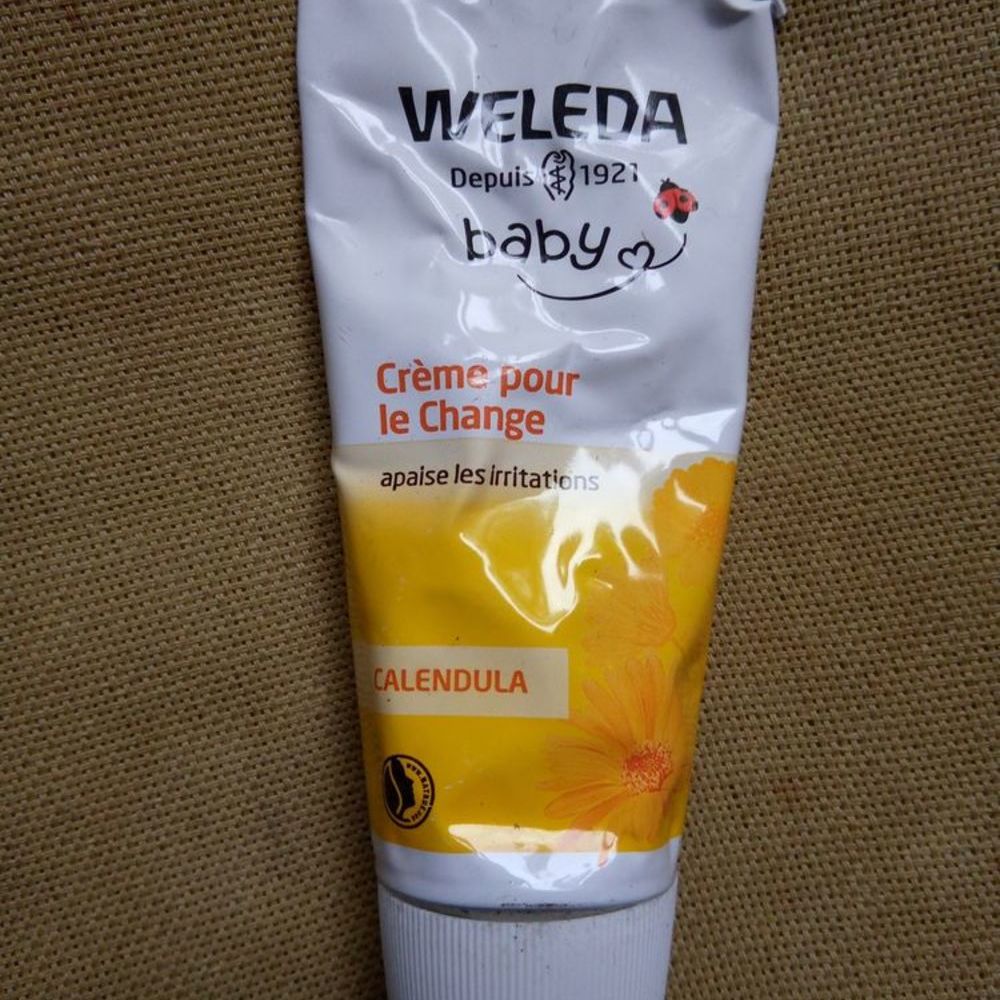 WELEDA
Depuis 1921
baby
Crème pour
le Change
apaise les irritations
CALENDULA